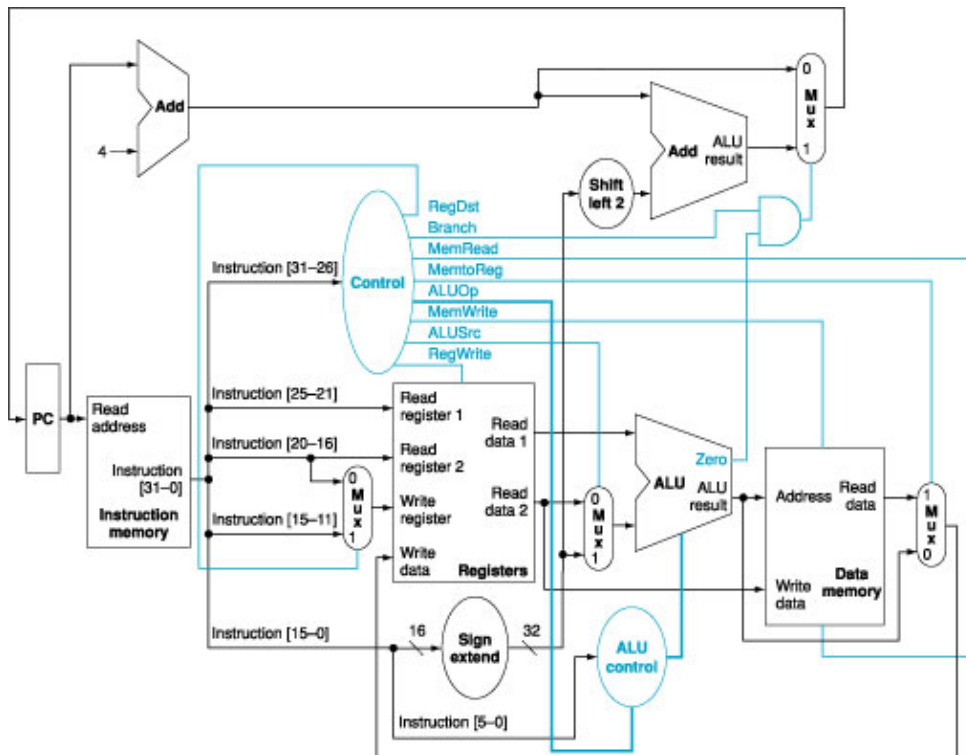 Add
4
0
Mux
1
Add
ALU
result
Shift
left 2
RegDst
Branch
MemRead
MemtoReg
ALUOp
MemWrite
ALUSrc
RegWrite
Control
Instruction [31–26]
Instruction [25–21]
Instruction [20–16]
Instruction [15–11]
Instruction [15–0]
Instruction [5–0]
PC
Read
address
Instruction
[31–0]
Instruction
memory
0
Mux
1
Read
register 1
Read
register 2
Write
register
Write
data
Read
data 1
Read
data 2
Registers
16
Sign
extend
32
0
Mux
1
Zero
ALU
ALU
result
ALU
control
Address
Read
data
Write
data
Data
memory
1
Mux
0